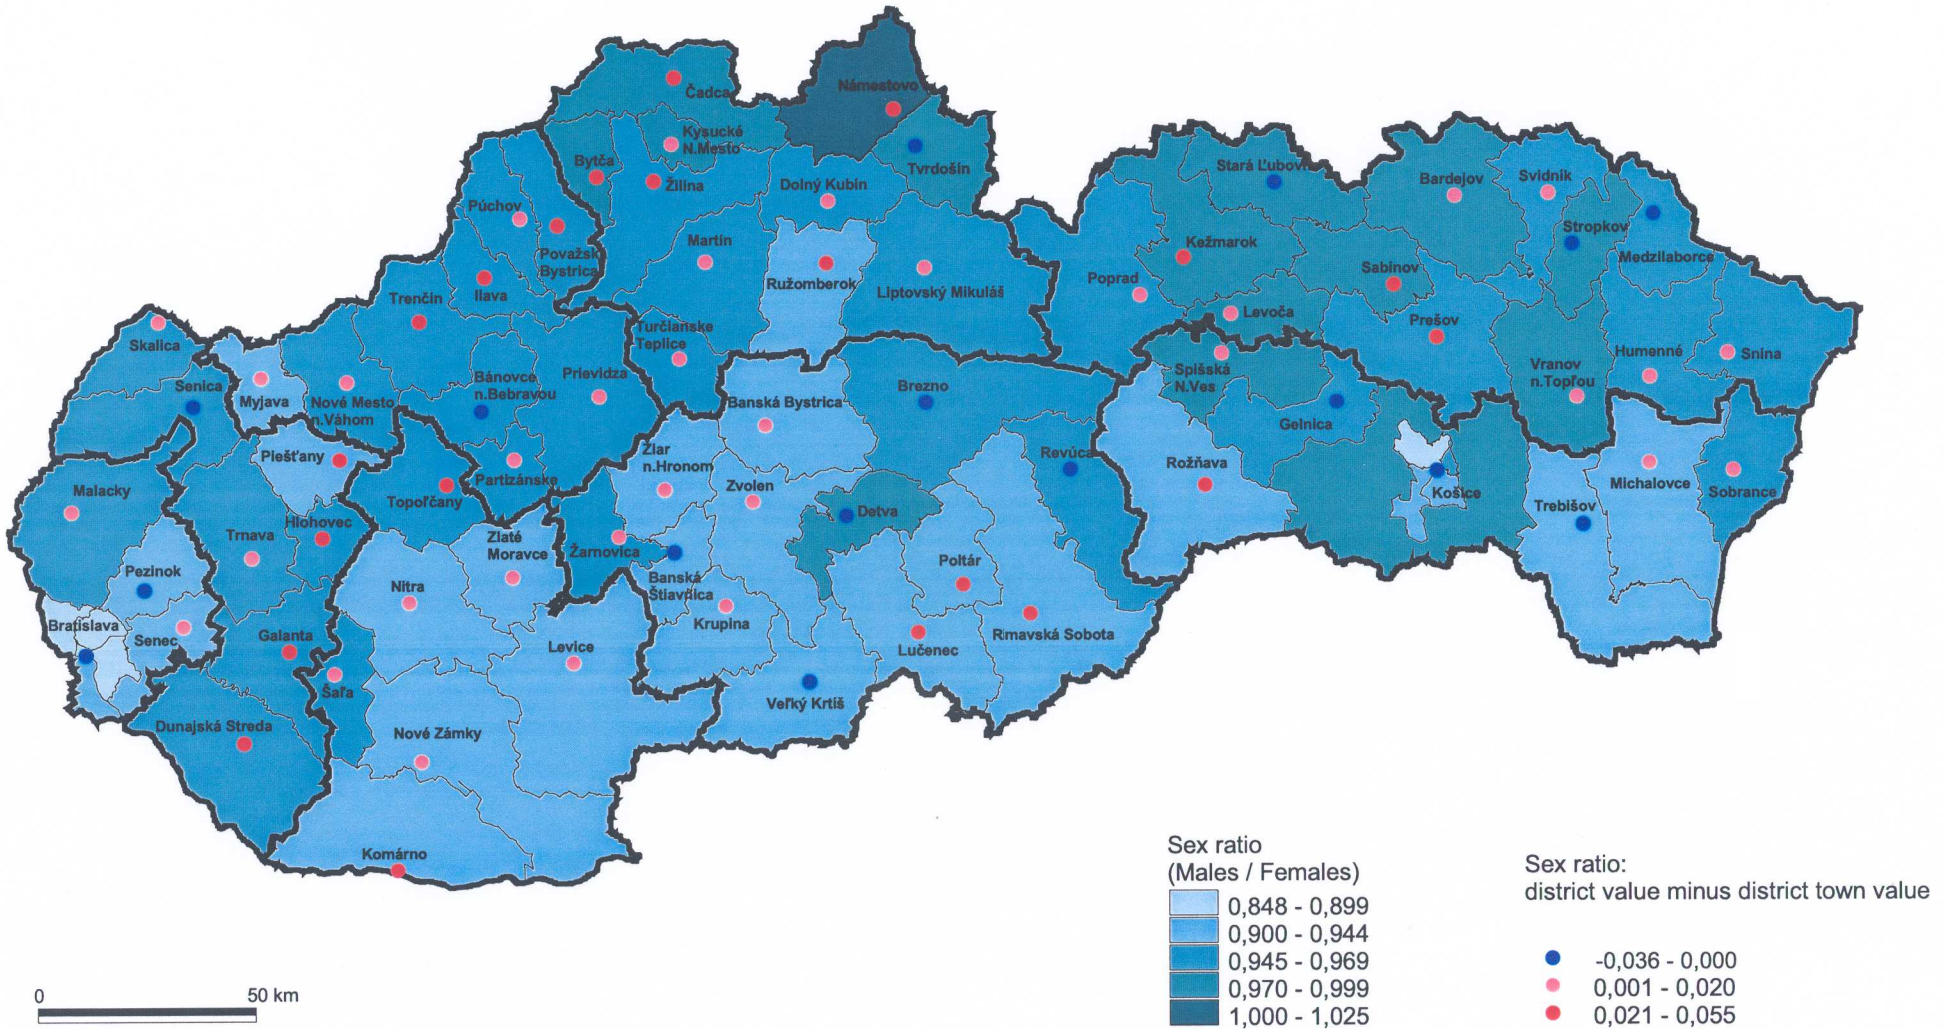 Čadca
Námestovo
Kysucké
N.Mesto
Bytča
Žilina
Tvrdošín
Dolný Kubín
Stará Ľubov
Bardejov
Svidník
Púchov
Stropkov
Považsk
Bystrica
Martin
Kežmarok
Medzilaborce
Ilava
Ružomberok
Liptovský Mikuláš
Poprad
Sabinov
Trenčín
Levoča
Prešov
Turčianske
Teplice
Skalica
Humenné
Snina
Vranov
n.Topľou
Spišská
N.Ves
Bánovce
n.Bebravou
Prievidza
Senica
Myjava
Nové Mesto
n.Váhom
Brezno
Banská Bystrica
Gelnica
Piešťany
Žiar
n.Hronom
Revúca
Rožňava
Partizánske
Topoľčany
Zvolen
Michalovce
Sobrance
Malacky
Košice
Trebišov
Detva
Hlohovec
Trnava
Zlaté
Moravce
Žarnovica
Poltár
Pezinok
Nitra
Banská
Štiavnica
Bratislava
Senec
Galanta
Krupina
Rimavská Sobota
Levice
Lučenec
Šaľa
Veľký Krtíš
Dunajská Streda
Nové Zámky
Komárno
Sex ratio
(Males / Females)
0,848 - 0,899
0,900 - 0,944
0,945 - 0,969
0,970 - 0,999
1,000 - 1,025
Sex ratio:
district value minus district town value
-0,036 - 0,000
0,001 - 0,020
0,021 - 0,055
0
50 km